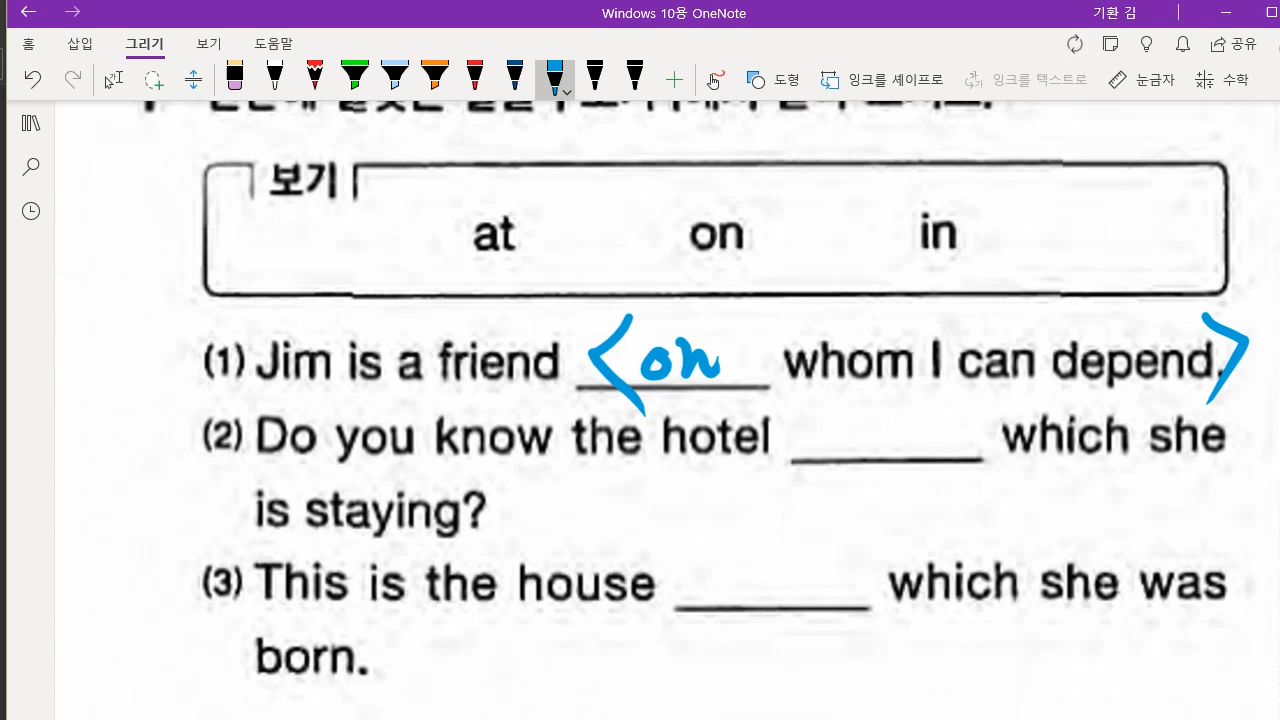 Windows 10용 OneNote
기환 김
홈 삽입 그리기 보기 도움말
공유
도형 잉크를 셰이프로 잉크를 텍스트로 눈금자 수학
보기
at on in
(1) Jim is a friend <on whom I can depend.>
(2) Do you know the hotel ________ which she
is staying?
(3) This is the house ________ which she was
born.